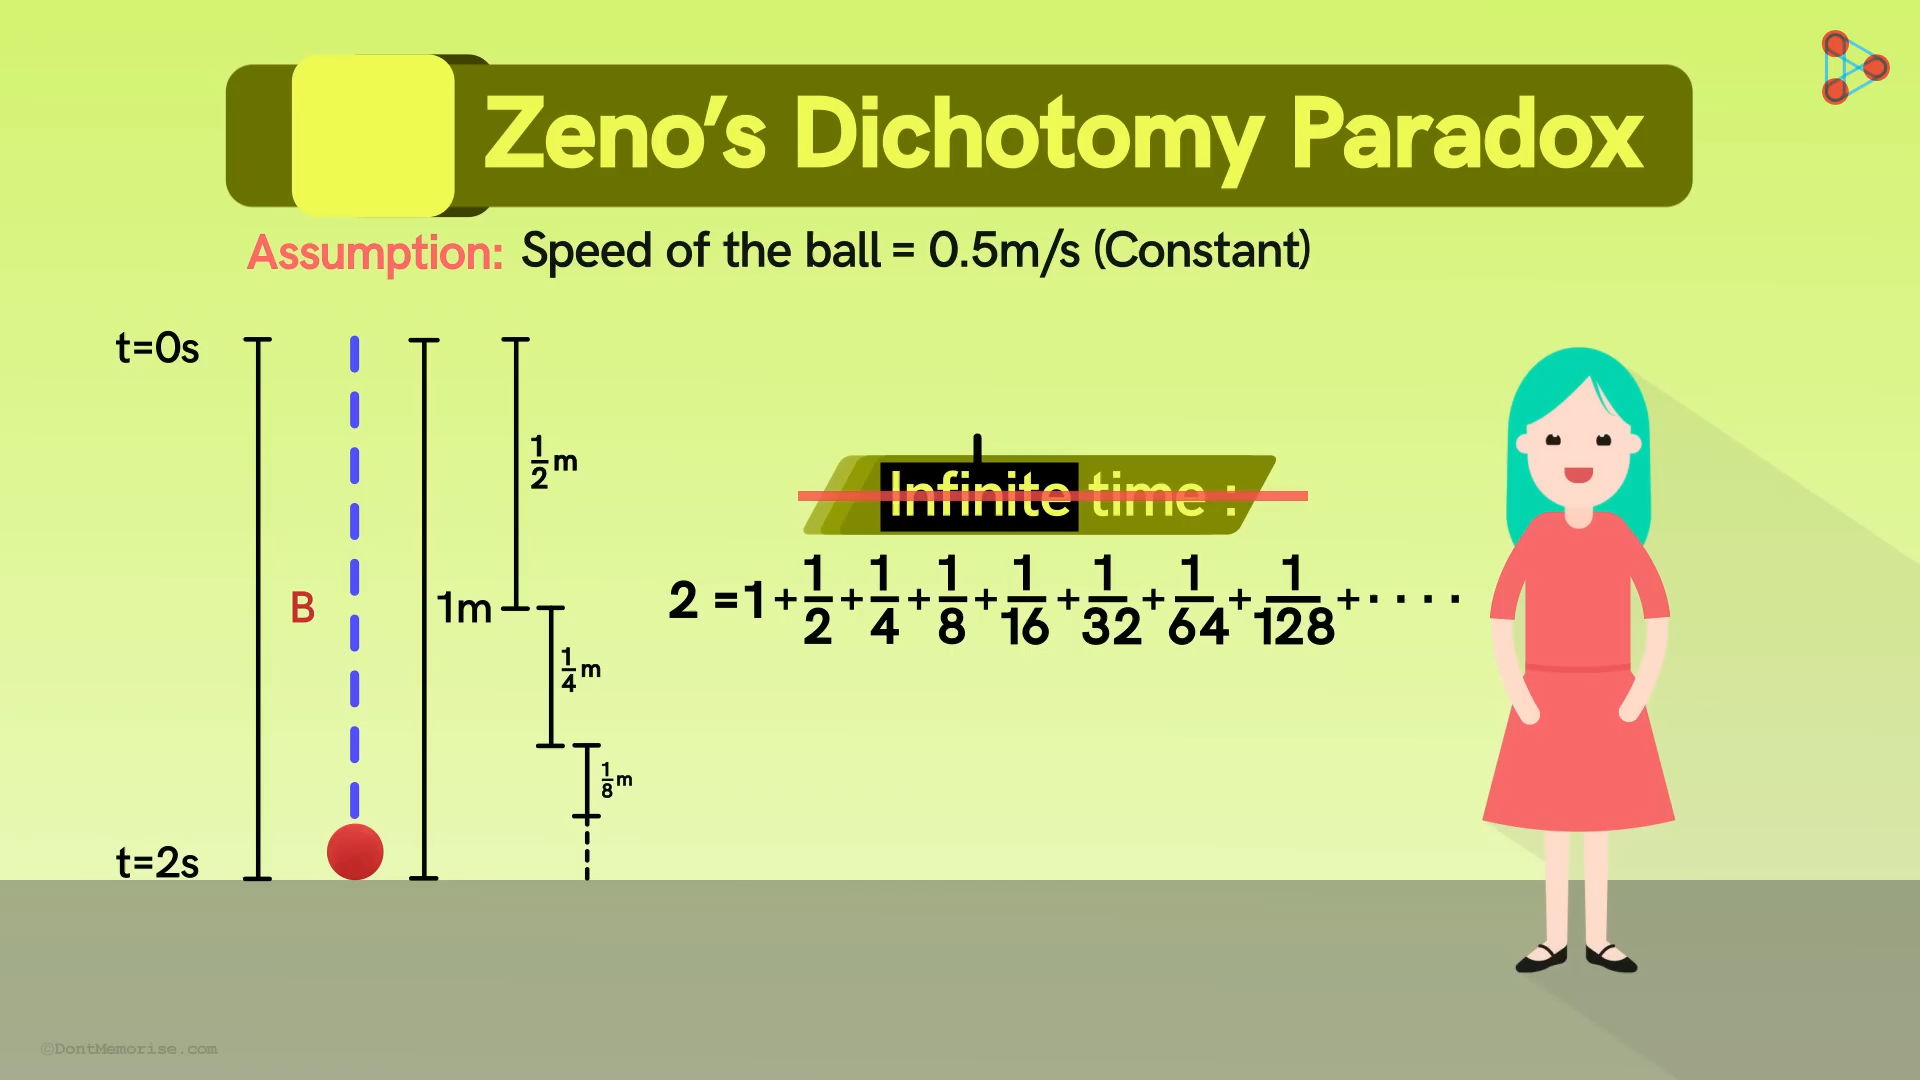 Zeno's Dichotomy Paradox
Assumption: Speed of the ball = 0.5m/s (Constant)
t=0s
1/2 m
Infinite time :
2 =1+1/2+1/4+1/8+1/16+1/32+1/64+1/128+····
B
1m
1/4 m
1/8 m
t=2s
©DontMemorise.com